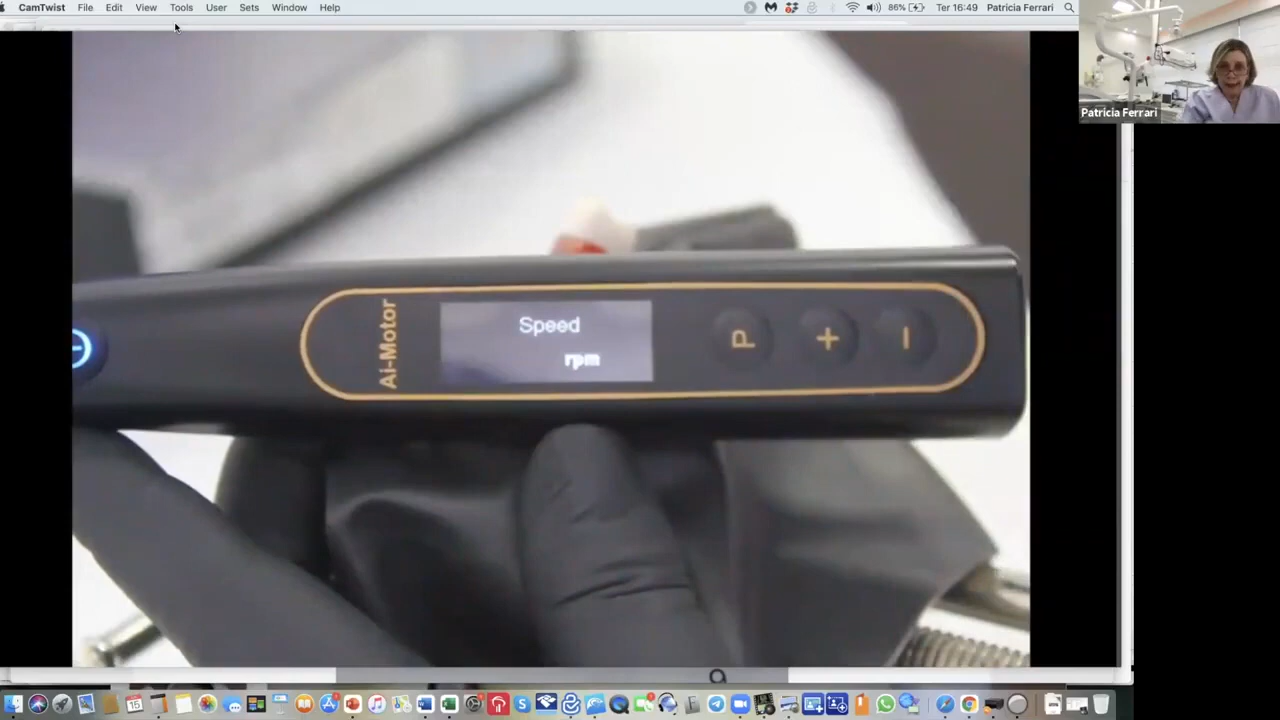 CamTwist File Edit View Tools User Sets Window Help
86% Ter 16:49 Patricia Ferrari
Patricia Ferrari
Ai-Motor
Speed
rpm
P + −